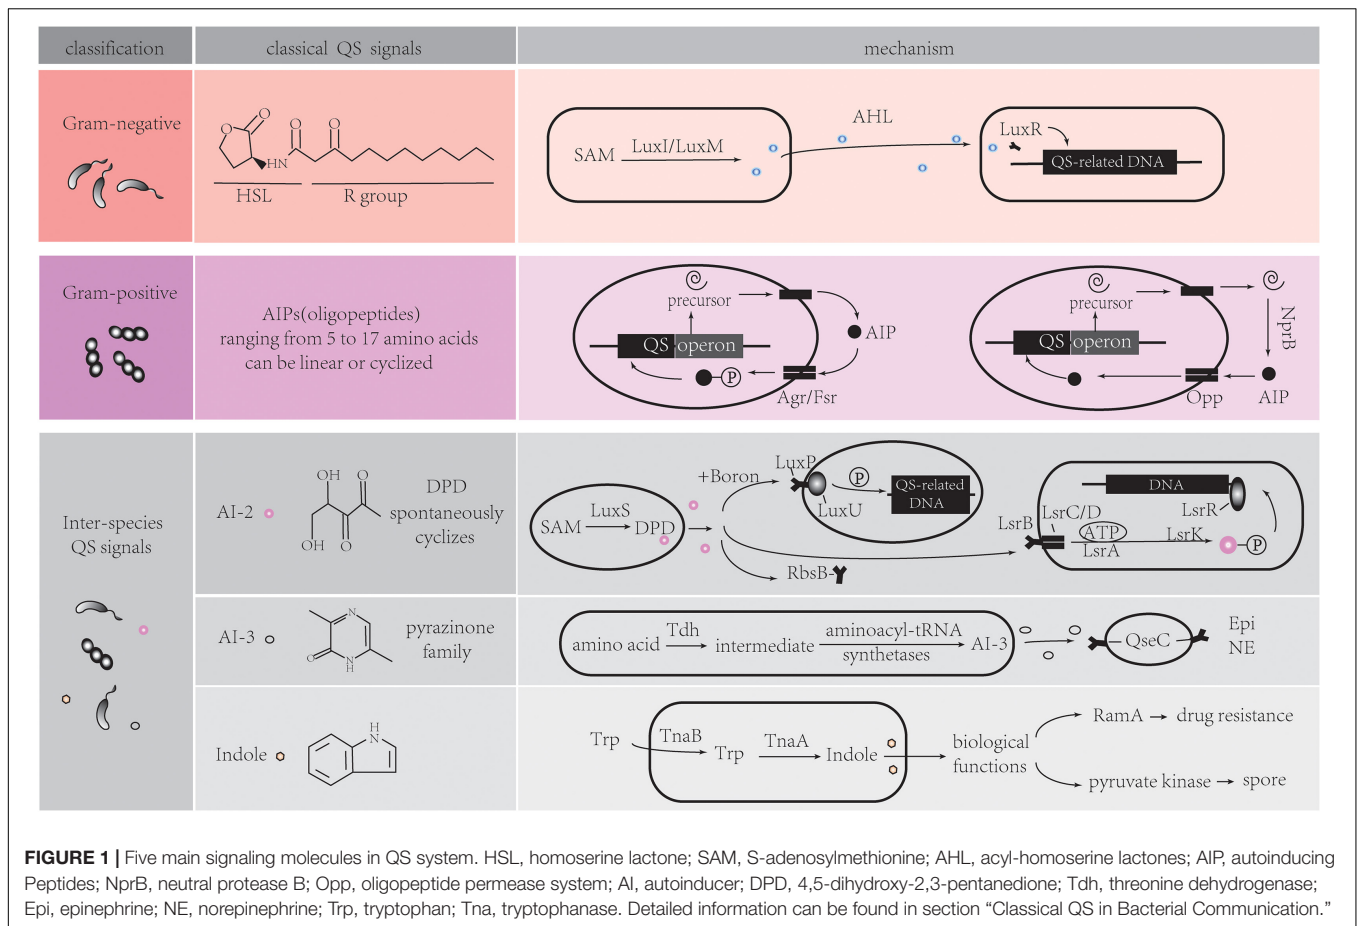 classification
classical QS signals
mechanism
Gram-negative
O
O
O
O
HN
HSL
R group
SAM
LuxI/LuxM
AHL
LuxR
QS-related DNA
Gram-positive
AIPs(oligopeptides)
ranging from 5 to 17 amino acids
can be linear or cyclized
precursor
QS operon
P
AIP
Agr/Fsr
precursor
QS operon
NprB
Opp
AIP
Inter-species
QS signals
AI-2
OH
O
OH
O
DPD
spontaneously
cyclizes
SAM
LuxS
DPD
+Boron
LuxP
LuxU
P
QS-related
DNA
RbsB
LsrB
LsrC/D
ATP
LsrA
LsrK
DNA
LsrR
P
AI-3
N
O
N
H
pyrazinone
family
amino acid
Tdh
intermediate
aminoacyl-tRNA
synthetases
AI-3
QseC
Epi
NE
Indole
H
N
Trp
TnaB
Trp
TnaA
Indole
biological
functions
RamA
drug resistance
pyruvate kinase
spore
FIGURE 1 | Five main signaling molecules in QS system. HSL, homoserine lactone; SAM, S-adenosylmethionine; AHL, acyl-homoserine lactones; AIP, autoinducing
Peptides; NprB, neutral protease B; Opp, oligopeptide permease system; AI, autoinducer; DPD, 4,5-dihydroxy-2,3-pentanedione; Tdh, threonine dehydrogenase;
Epi, epinephrine; NE, norepinephrine; Trp, tryptophan; Tna, tryptophanase. Detailed information can be found in section “Classical QS in Bacterial Communication.”